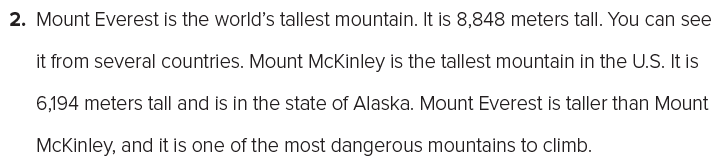 2. Mount Everest is the world’s tallest mountain. It is 8,848 meters tall. You can see
it from several countries. Mount McKinley is the tallest mountain in the U.S. It is
6,194 meters tall and is in the state of Alaska. Mount Everest is taller than Mount
McKinley, and it is one of the most dangerous mountains to climb.